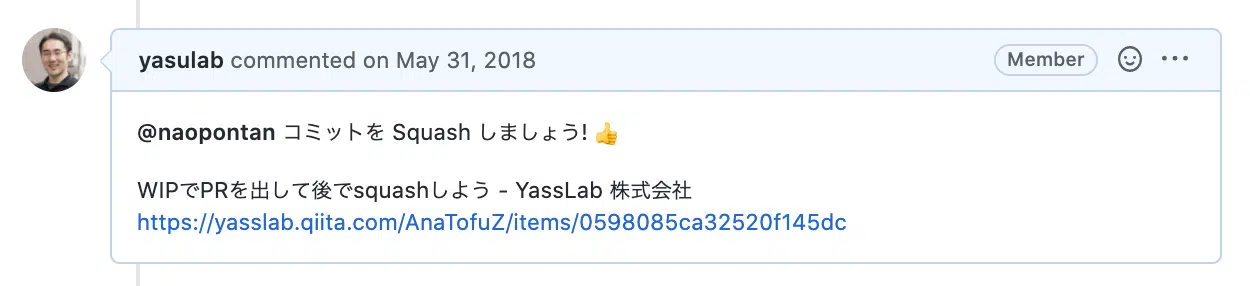 yasulab commented on May 31, 2018 Member
@naopontan コミットを Squash しましょう! 👍
WIPでPRを出して後でsquashしよう - YassLab 株式会社
https://yasslab.qiita.com/AnaTofuZ/items/0598085ca32520f145dc